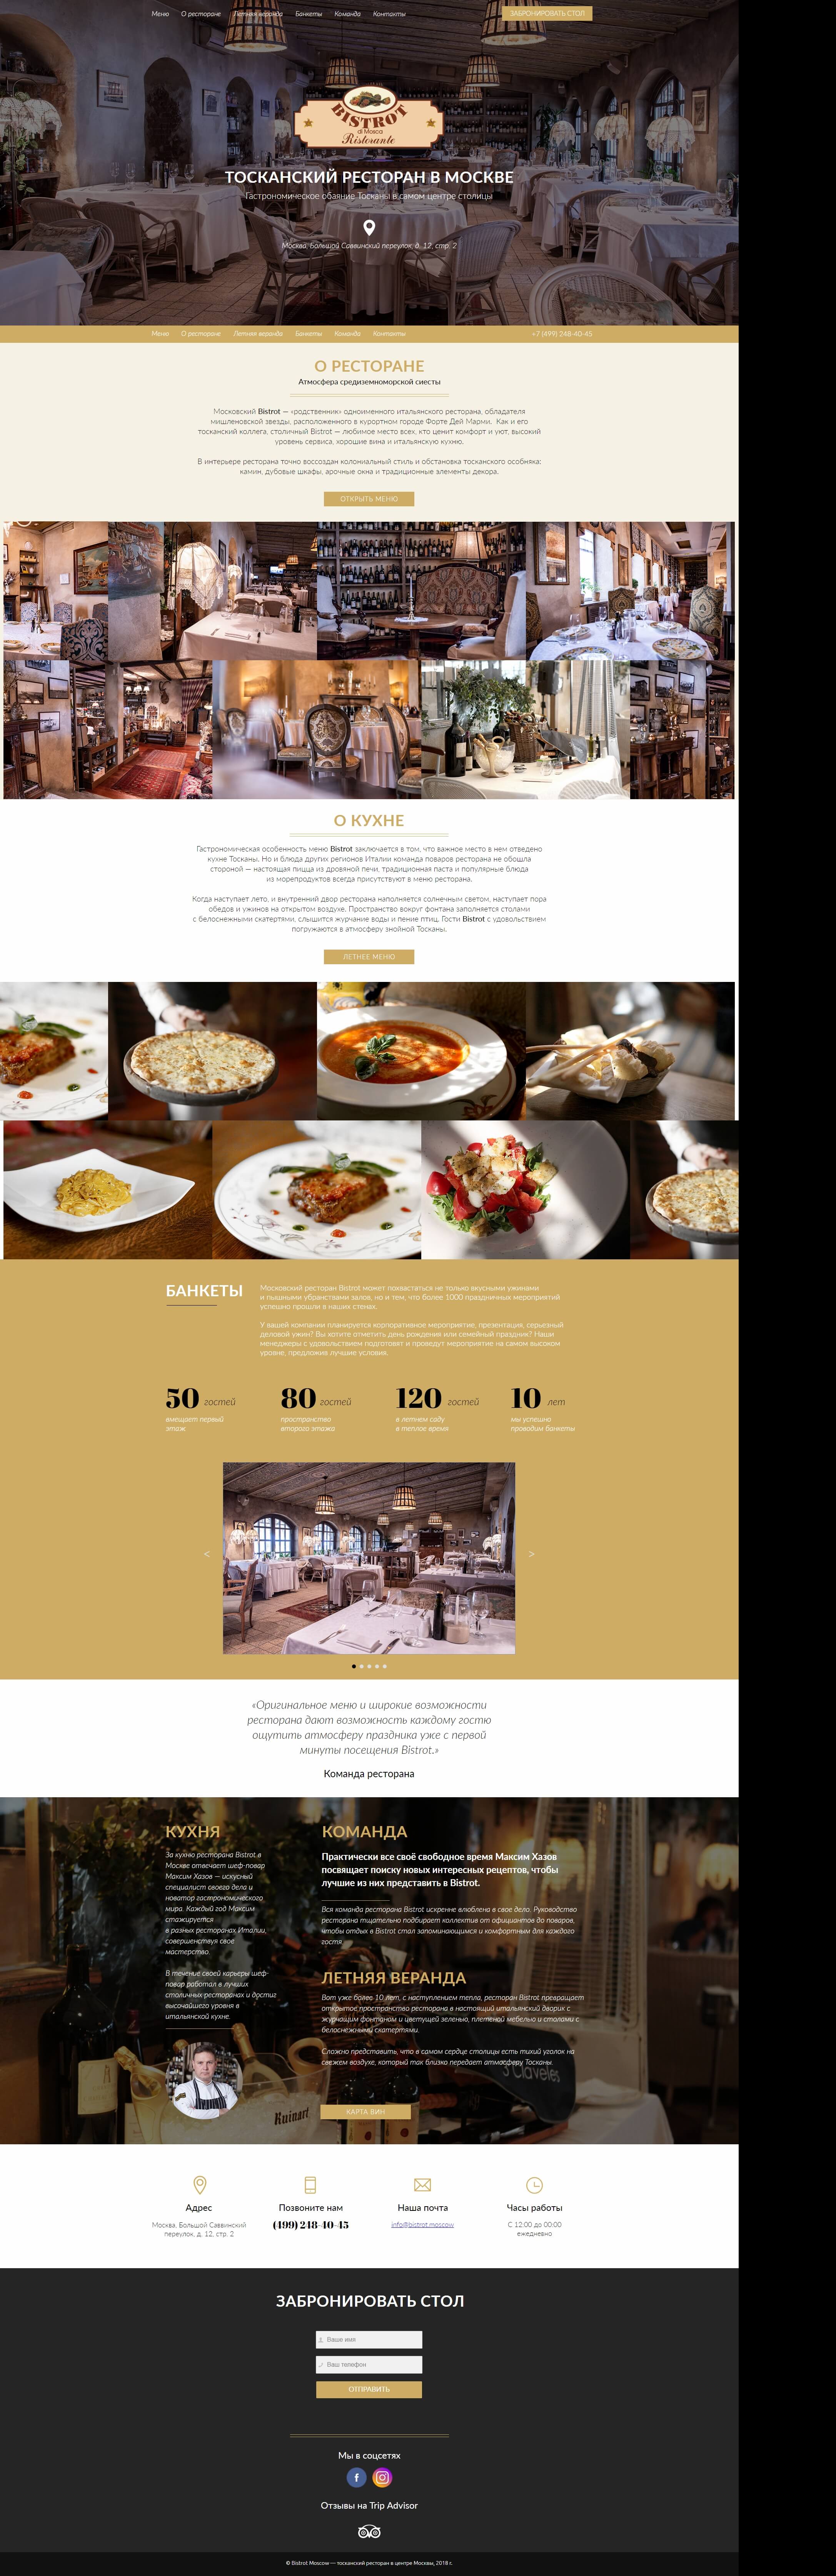 Меню О ресторане Летняя веранда Банкеты Команда Контакты
ЗАБРОНИРОВАТЬ СТОЛ
BISTROT
di Mosca
Ristorante
ТОСКАНСКИЙ РЕСТОРАН В МОСКВЕ
Гастрономическое обаяние Тосканы в самом центре столицы
Москва, Большой Саввинский переулок, д. 12, стр. 2
Меню О ресторане Летняя веранда Банкеты Команда Контакты
+7 (499) 248-40-45
О РЕСТОРАНЕ
Атмосфера средиземноморской сиесты
Московский Bistrot — «родственник» одноименного итальянского ресторана, обладателя
мишленовской звезды, расположенного в курортном городе Форте Дей Марми. Как и его
тосканский коллега, столичный Bistrot — любимое место всех, кто ценит комфорт и уют, высокий
уровень сервиса, хорошие вина и итальянскую кухню.
В интерьере ресторана точно воссоздан колониальный стиль и обстановка тосканского особняка:
камин, дубовые шкафы, арочные окна и традиционные элементы декора.
ОТКРЫТЬ МЕНЮ
О КУХНЕ
Гастрономическая особенность меню Bistrot заключается в том, что важное место в нем отведено
кухне Тосканы. Но и блюда других регионов Италии команда поваров ресторана не обошла
стороной — настоящая пицца из дровяной печи, традиционная паста и популярные блюда
из морепродуктов всегда присутствуют в меню ресторана.
Когда наступает лето, и внутренний двор ресторана наполняется солнечным светом, наступает пора
обедов и ужинов на открытом воздухе. Пространство вокруг фонтана заполняется столами
с белоснежными скатертями, слышится журчание воды и пение птиц. Гости Bistrot с удовольствием
погружаются в атмосферу знойной Тосканы.
ЛЕТНЕЕ МЕНЮ
БАНКЕТЫ
Московский ресторан Bistrot может похвастаться не только вкусными ужинами
и пышными убранствами залов, но и тем, что более 1000 праздничных мероприятий
успешно прошли в наших стенах.
У вашей компании планируется корпоративное мероприятие, презентация, серьезный
деловой ужин? Вы хотите отметить день рождения или семейный праздник? Наши
менеджеры с удовольствием подготовят и проведут мероприятие на самом высоком
уровне, предложив лучшие условия.
50 гостей
вмещает первый
этаж
80 гостей
пространство
второго этажа
120 гостей
в летнем саду
в теплое время
10 лет
мы успешно
проводим банкеты
< >
«Оригинальное меню и широкие возможности
ресторана дают возможность каждому гостю
ощутить атмосферу праздника уже с первой
минуты посещения Bistrot.»
Команда ресторана
КУХНЯ
За кухню ресторана Bistrot в
Москве отвечает шеф-повар
Максим Хазов — искусный
специалист своего дела и
новатор гастрономического
мира. Каждый год Максим
стажируется
в разных ресторанах Италии,
совершенствуя свое
мастерство.
В течение своей карьеры шеф-
повар работал в лучших
столичных ресторанах и достиг
высочайшего уровня в
итальянской кухне.
КОМАНДА
Практически все своё свободное время Максим Хазов
посвящает поиску новых интересных рецептов, чтобы
лучшие из них представить в Bistrot.
Вся команда ресторана Bistrot искренне влюблена в свое дело. Руководство
ресторана тщательно подбирает коллектив от официантов до поваров,
чтобы отдых в Bistrot стал запоминающимся и комфортным для каждого
гостя.
ЛЕТНЯЯ ВЕРАНДА
Вот уже более 10 лет, с наступлением тепла, ресторан Bistrot превращает
открытое пространство ресторана в настоящий итальянский дворик с
журчащим фонтаном и цветущей зеленью, плетеной мебелью и столами с
белоснежными скатертями.
Сложно представить, что в самом сердце столицы есть тихий уголок на
свежем воздухе, который так близко передает атмосферу Тосканы.
Claveles
Ruinart
КАРТА ВИН
Адрес
Москва, Большой Саввинский
переулок, д. 12, стр. 2
Позвоните нам
(499) 248-40-45
Наша почта
info@bistrot.moscow
Часы работы
С 12:00 до 00:00
ежедневно
ЗАБРОНИРОВАТЬ СТОЛ
Ваше имя
Ваш телефон
ОТПРАВИТЬ
Мы в соцсетях
Отзывы на Trip Advisor
© Bistrot Moscow — тосканский ресторан в центре Москвы, 2018 г.